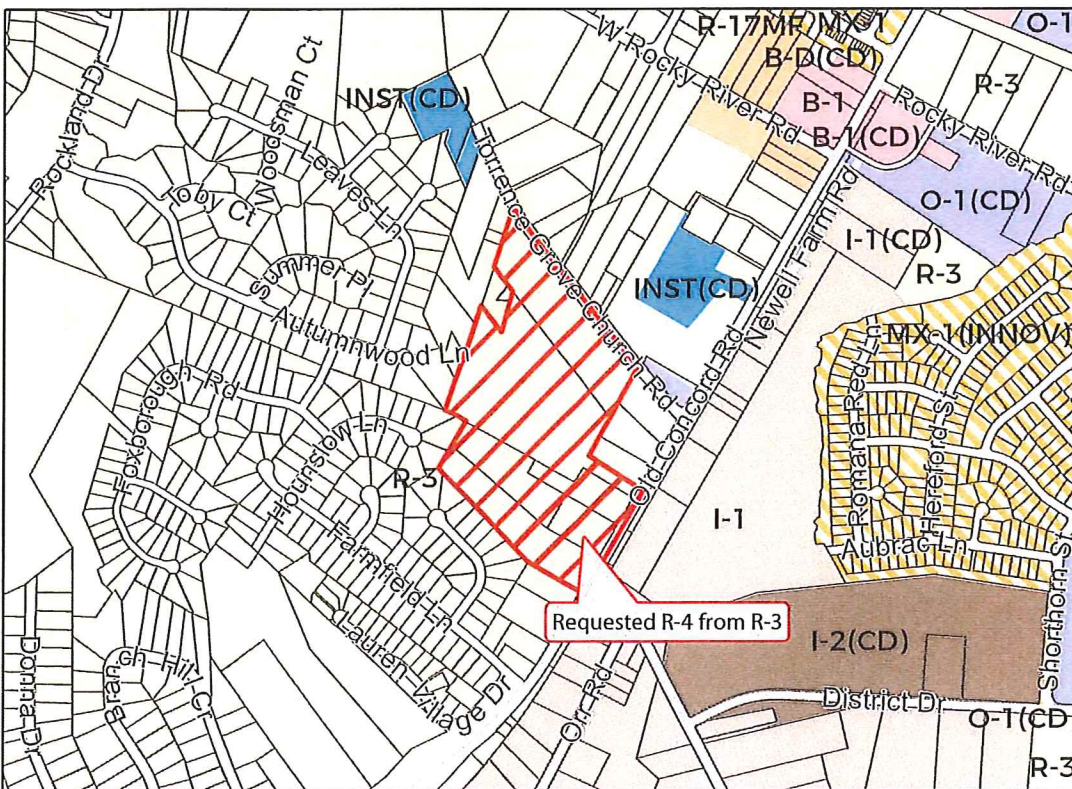 R-17MF
MX-1
O-1
B-D(CD)
W Rocky River Rd
R-3
B-1
Rocky River Rd
B-1(CD)
INST(CD)
Rockland Dr
Woodsman Ct
Leaves Ln
Torrence Grove Church Rd
Toby Ct
O-1(CD)
I-1(CD)
R-3
Newell Farm Rd
Summer Pl
INST(CD)
Autumnwood Ln
MX-1(INNOV)
Romana Red Ln
Hereford St
Foxborough Rd
Hounslow Ln
Old Concord Rd
R-3
I-1
Farmfield Ln
Aubrac Ln
Shorthorn St
Requested R-4 from R-3
I-2(CD)
Lauren Village Dr
Donna Ct
Branch Hill Cr
Orr Rd
District Dr
O-1(CD
R-3